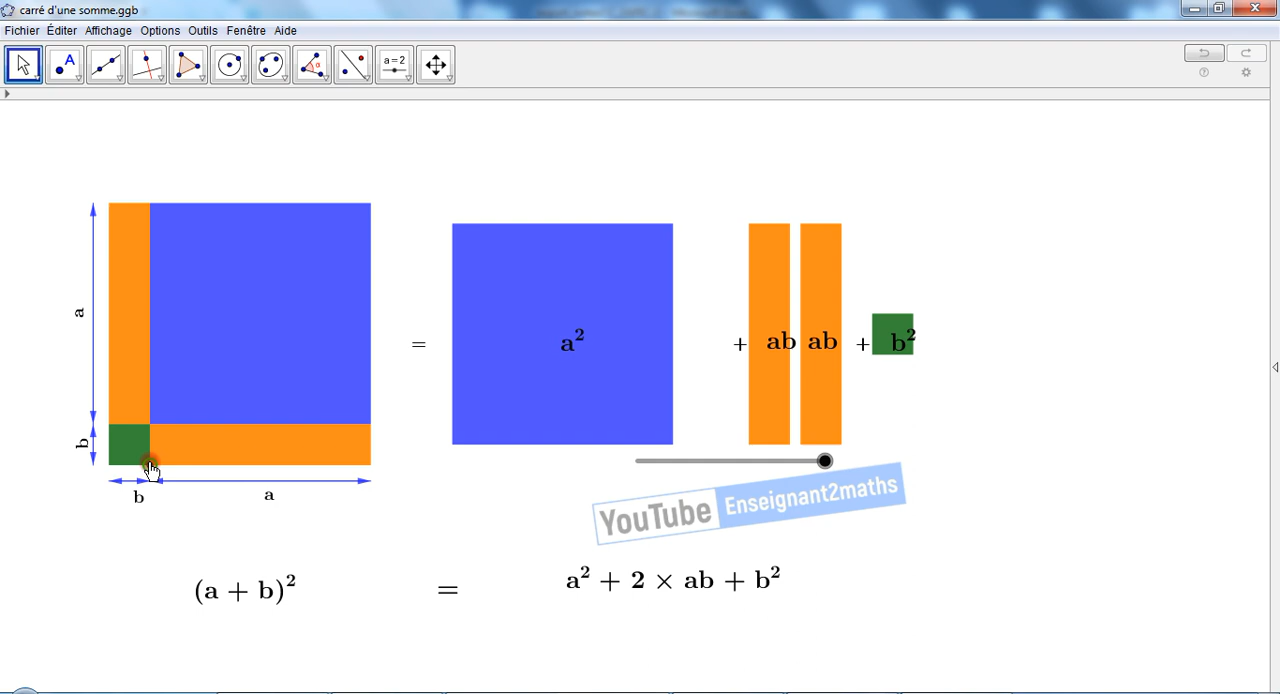 carré d'une somme.ggb
Fichier Éditer Affichage Options Outils Fenêtre Aide
A
α
a=2
a
b
b
a
=
a²
+
ab
ab
+
b²
YouTube Enseignant2maths
(a + b)² = a² + 2 × ab + b²